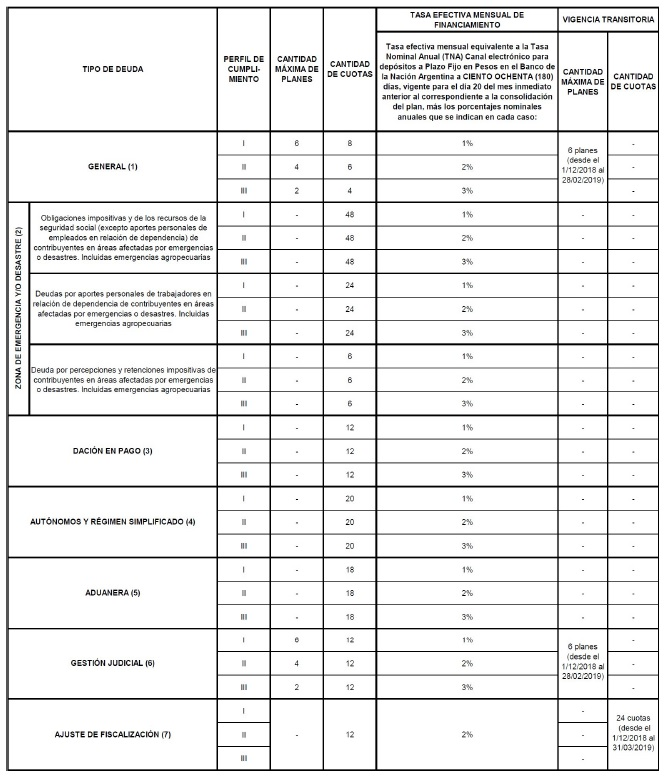 TIPO DE DEUDA
PERFIL DE
CUMPLI-
MIENTO
CANTIDAD
MÁXIMA DE
PLANES
CANTIDAD
DE CUOTAS
TASA EFECTIVA MENSUAL DE
FINANCIAMIENTO
Tasa efectiva mensual equivalente a la Tasa
Nominal Anual (TNA) Canal electrónico para
depósitos a Plazo Fijo en Pesos en el Banco de
la Nación Argentina a CIENTO OCHENTA (180)
días, vigente para el día 20 del mes inmediato
anterior al correspondiente a la consolidación
del plan, más los porcentajes nominales
anuales que se indican en cada caso:
VIGENCIA TRANSITORIA
CANTIDAD
MÁXIMA DE
PLANES
CANTIDAD
DE CUOTAS
GENERAL (1)
I 6 8 1% -
II 4 6 2% -
III 2 4 3% -
6 planes
(desde el
1/12/2018 al
28/02/2019)
ZONA DE EMERGENCIA Y/O DESASTRE (2)
Obligaciones impositivas y de los recursos de la
seguridad social (excepto aportes personales de
empleados en relación de dependencia) de
contribuyentes en áreas afectadas por emergencias
o desastres. Incluídas emergencias agropecuarias
I - 48 1% - -
II - 48 2% - -
III - 48 3% - -
Deudas por aportes personales de trabajadores en
relación de dependencia de contribuyentes en áreas
afectadas por emergencias o desastres. Incluídas
emergencias agropecuarias
I - 24 1% - -
II - 24 2% - -
III - 24 3% - -
Deuda por percepciones y retenciones impositivas de
contribuyentes en áreas afectadas por emergencias
o desastres. Incluídas emergencias agropecuarias
I - 6 1% - -
II - 6 2% - -
III - 6 3% - -
DACIÓN EN PAGO (3)
I - 12 1% - -
II - 12 2% - -
III - 12 3% - -
AUTÓNOMOS Y RÉGIMEN SIMPLIFICADO (4)
I - 20 1% - -
II - 20 2% - -
III - 20 3% - -
ADUANERA (5)
I - 18 1% - -
II - 18 2% - -
III - 18 3% - -
GESTIÓN JUDICIAL (6)
I 6 12 1% -
II 4 12 2% -
III 2 12 3% -
6 planes
(desde el
1/12/2018 al
28/02/2019)
AJUSTE DE FISCALIZACIÓN (7)
I -
II - 12 2% -
III -
24 cuotas
(desde el
1/12/2018 al
31/03/2019)